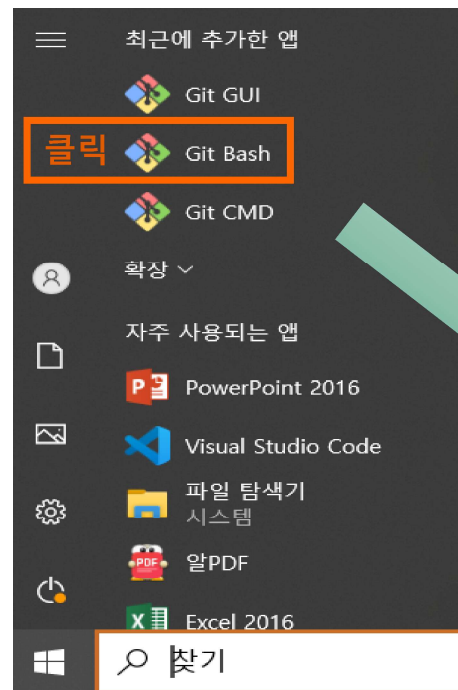 최근에 추가한 앱
Git GUI
클릭 Git Bash
Git CMD
확장
자주 사용되는 앱
PowerPoint 2016
Visual Studio Code
파일 탐색기
시스템
알PDF
Excel 2016
찾기